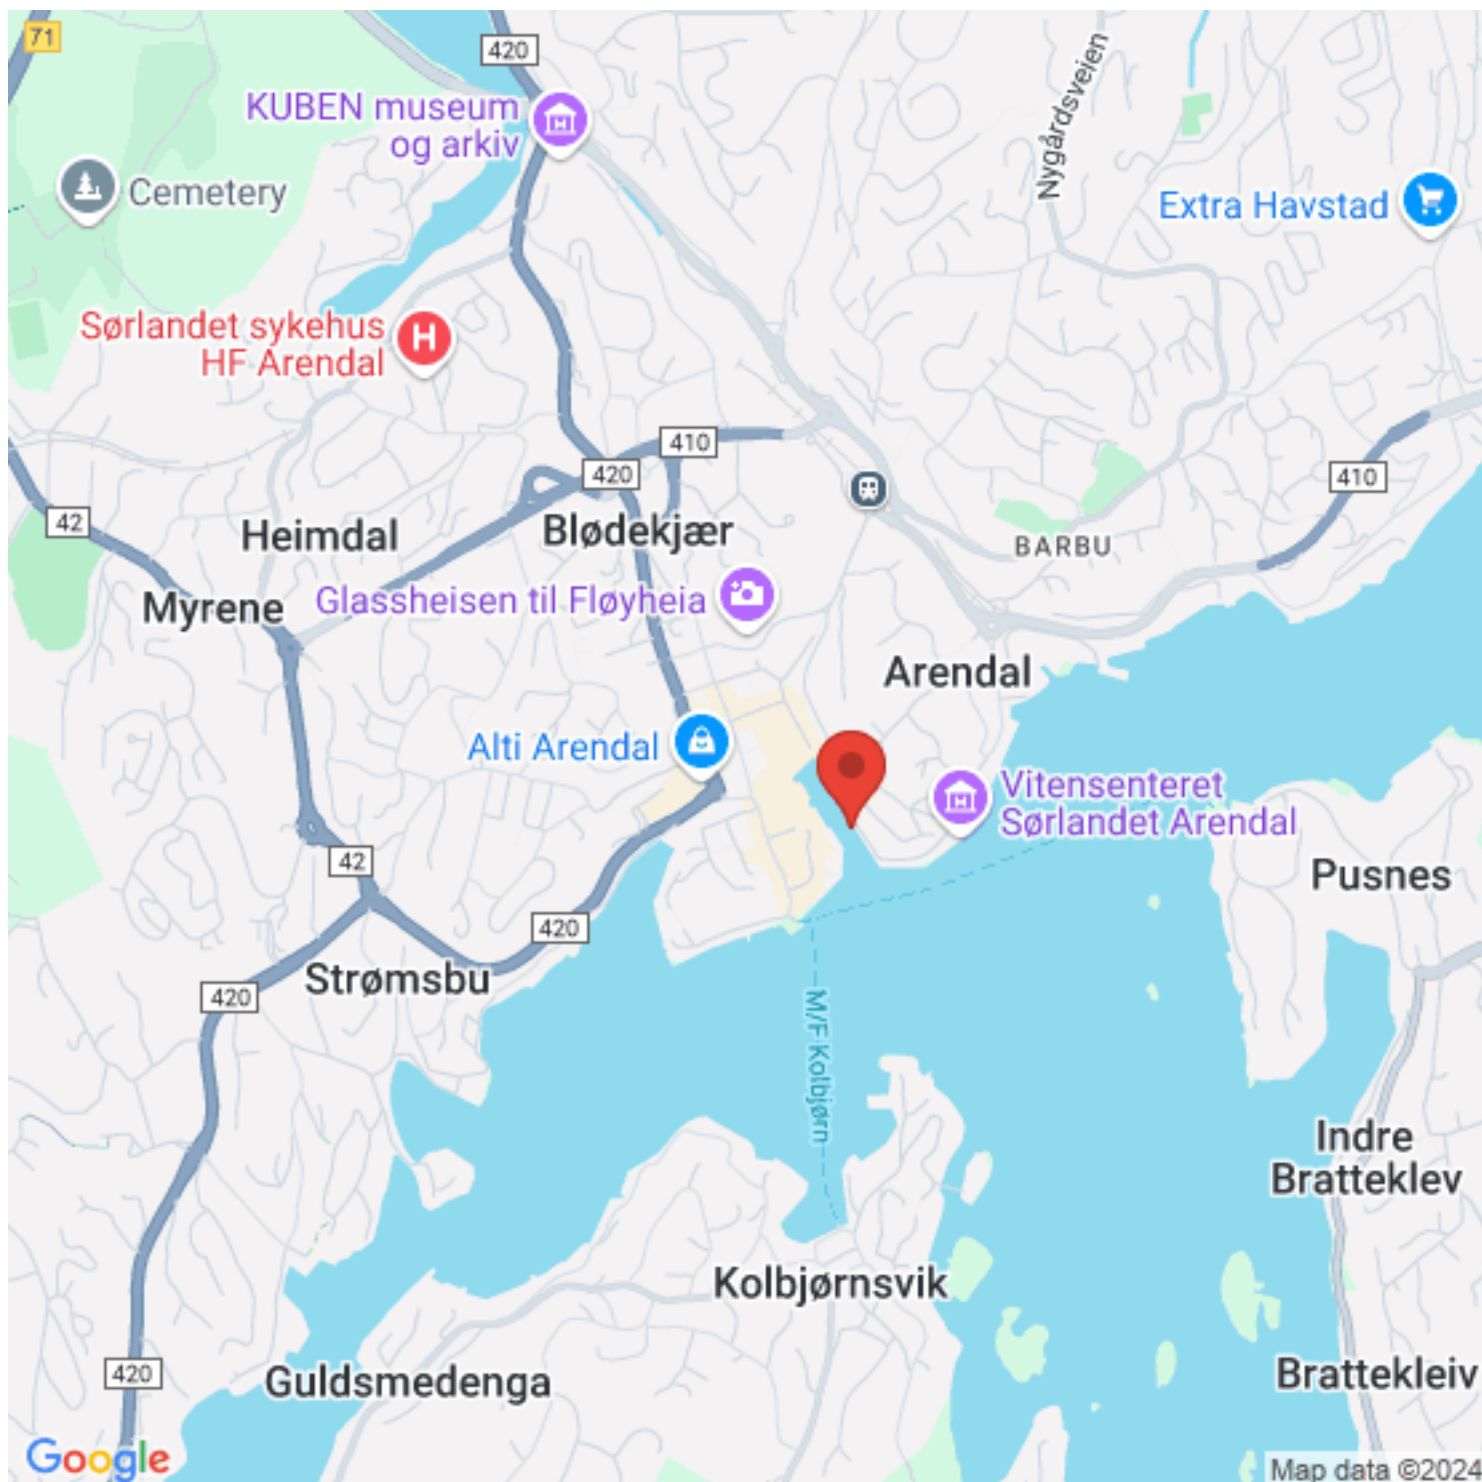 71
420
KUBEN museum
og arkiv
Nygårdsveien
Cemetery
Extra Havstad
Sørlandet sykehus
HF Arendal
H
410
420
410
42
Heimdal
Blødekjær
BARBU
Glassheisen til Fløyheia
Myrene
Arendal
Alti Arendal
Vitensenteret
Sørlandet Arendal
42
Pusnes
420
Strømsbu
420
M/F Kolbjørn
Indre
Bratteklev
Kolbjørnsvik
420
Guldsmedenga
Brattekleiv
Google
Map data ©2024